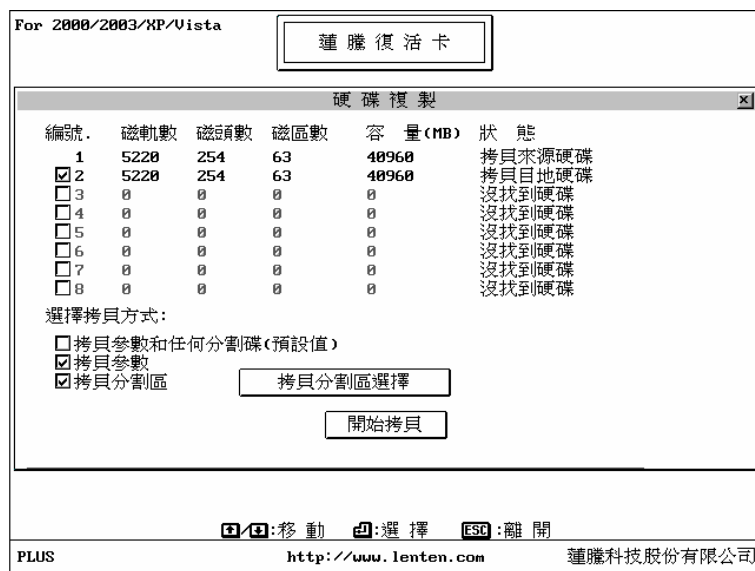 For 2000/2003/XP/Vista
蓮騰復活卡
硬碟複製
編號. 磁軌數 磁頭數 磁區數 容 量(MB) 狀 態
1 5220 254 63 40960 拷貝來源硬碟
2 5220 254 63 40960 拷貝目地硬碟
3 0 0 0 0 沒找到硬碟
4 0 0 0 0 沒找到硬碟
5 0 0 0 0 沒找到硬碟
6 0 0 0 0 沒找到硬碟
7 0 0 0 0 沒找到硬碟
8 0 0 0 0 沒找到硬碟
選擇拷貝方式:
拷貝參數和任何分割碟(預設值)
拷貝參數
拷貝分割區 拷貝分割區選擇
開始拷貝
↑/↓:移 動 ↵:選 擇 ESC:離 開
PLUS http://www.lenten.com 蓮騰科技股份有限公司